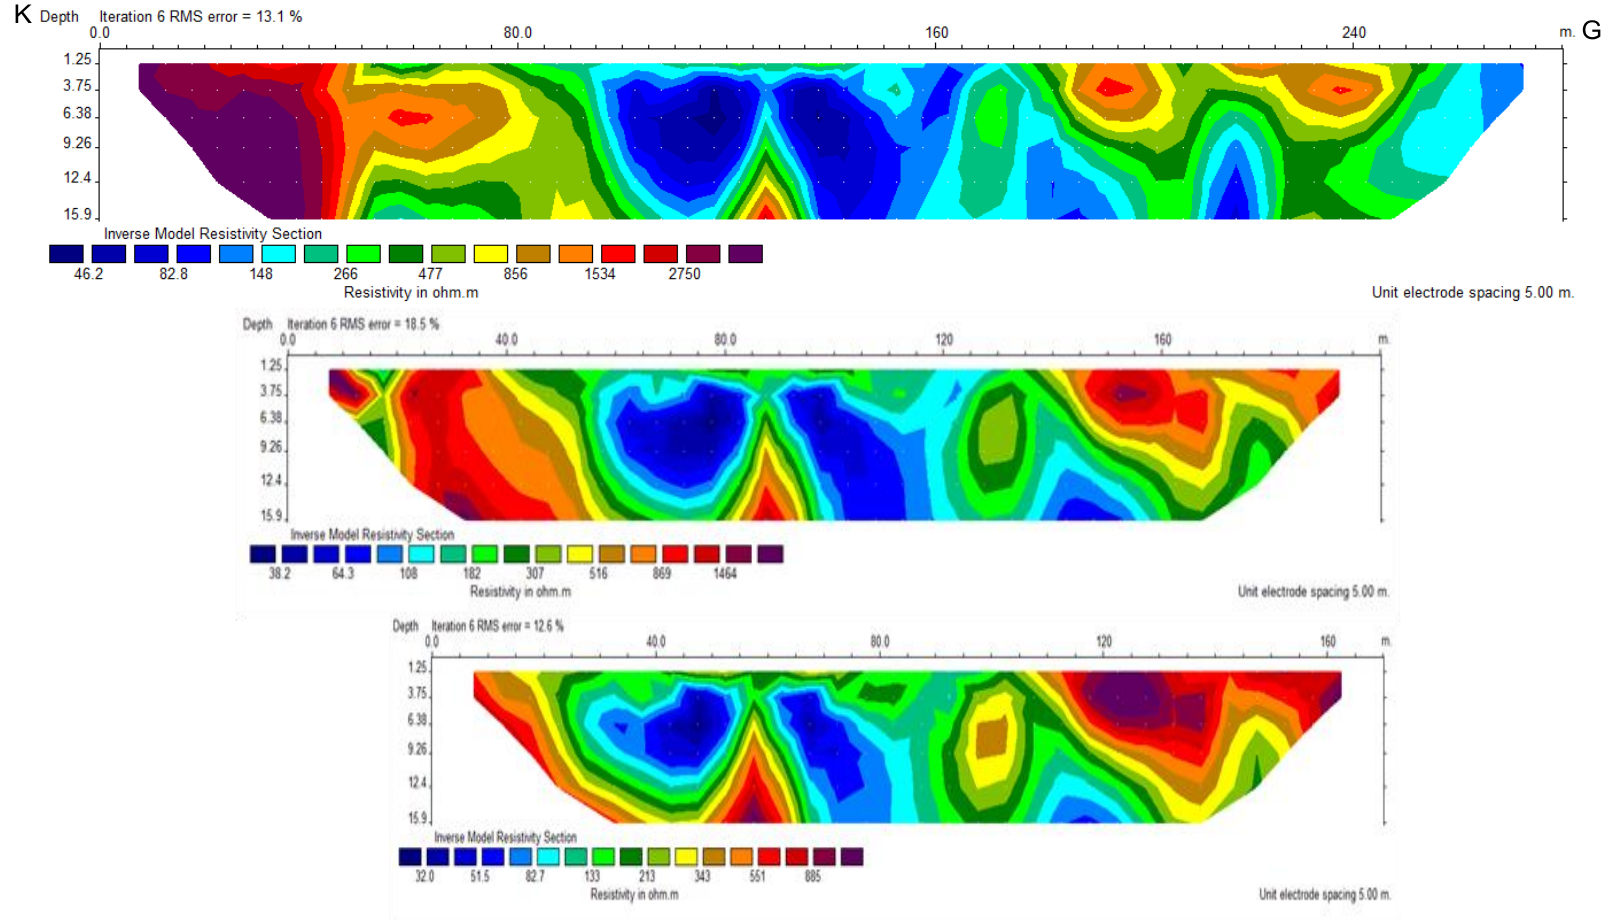 K Depth Iteration 6 RMS error = 13.1 % G
0.0 80.0 160 240 m.
1.25
3.75
6.38
9.26
12.4
15.9
Inverse Model Resistivity Section
46.2 82.8 148 266 477 856 1534 2750
Resistivity in ohm.m Unit electrode spacing 5.00 m.
Depth Iteration 6 RMS error = 18.5 %
0.0 40.0 80.0 120 160 m.
1.25
3.75
6.38
9.26
12.4
15.9
Inverse Model Resistivity Section
38.2 64.3 108 182 307 516 869 1464
Resistivity in ohm.m Unit electrode spacing 5.00 m.
Depth Iteration 6 RMS error = 12.6 %
0.0 40.0 80.0 120 160 m.
1.25
3.75
6.38
9.26
12.4
15.9
Inverse Model Resistivity Section
32.0 51.5 82.7 133 213 343 551 885
Resistivity in ohm.m Unit electrode spacing 5.00 m.